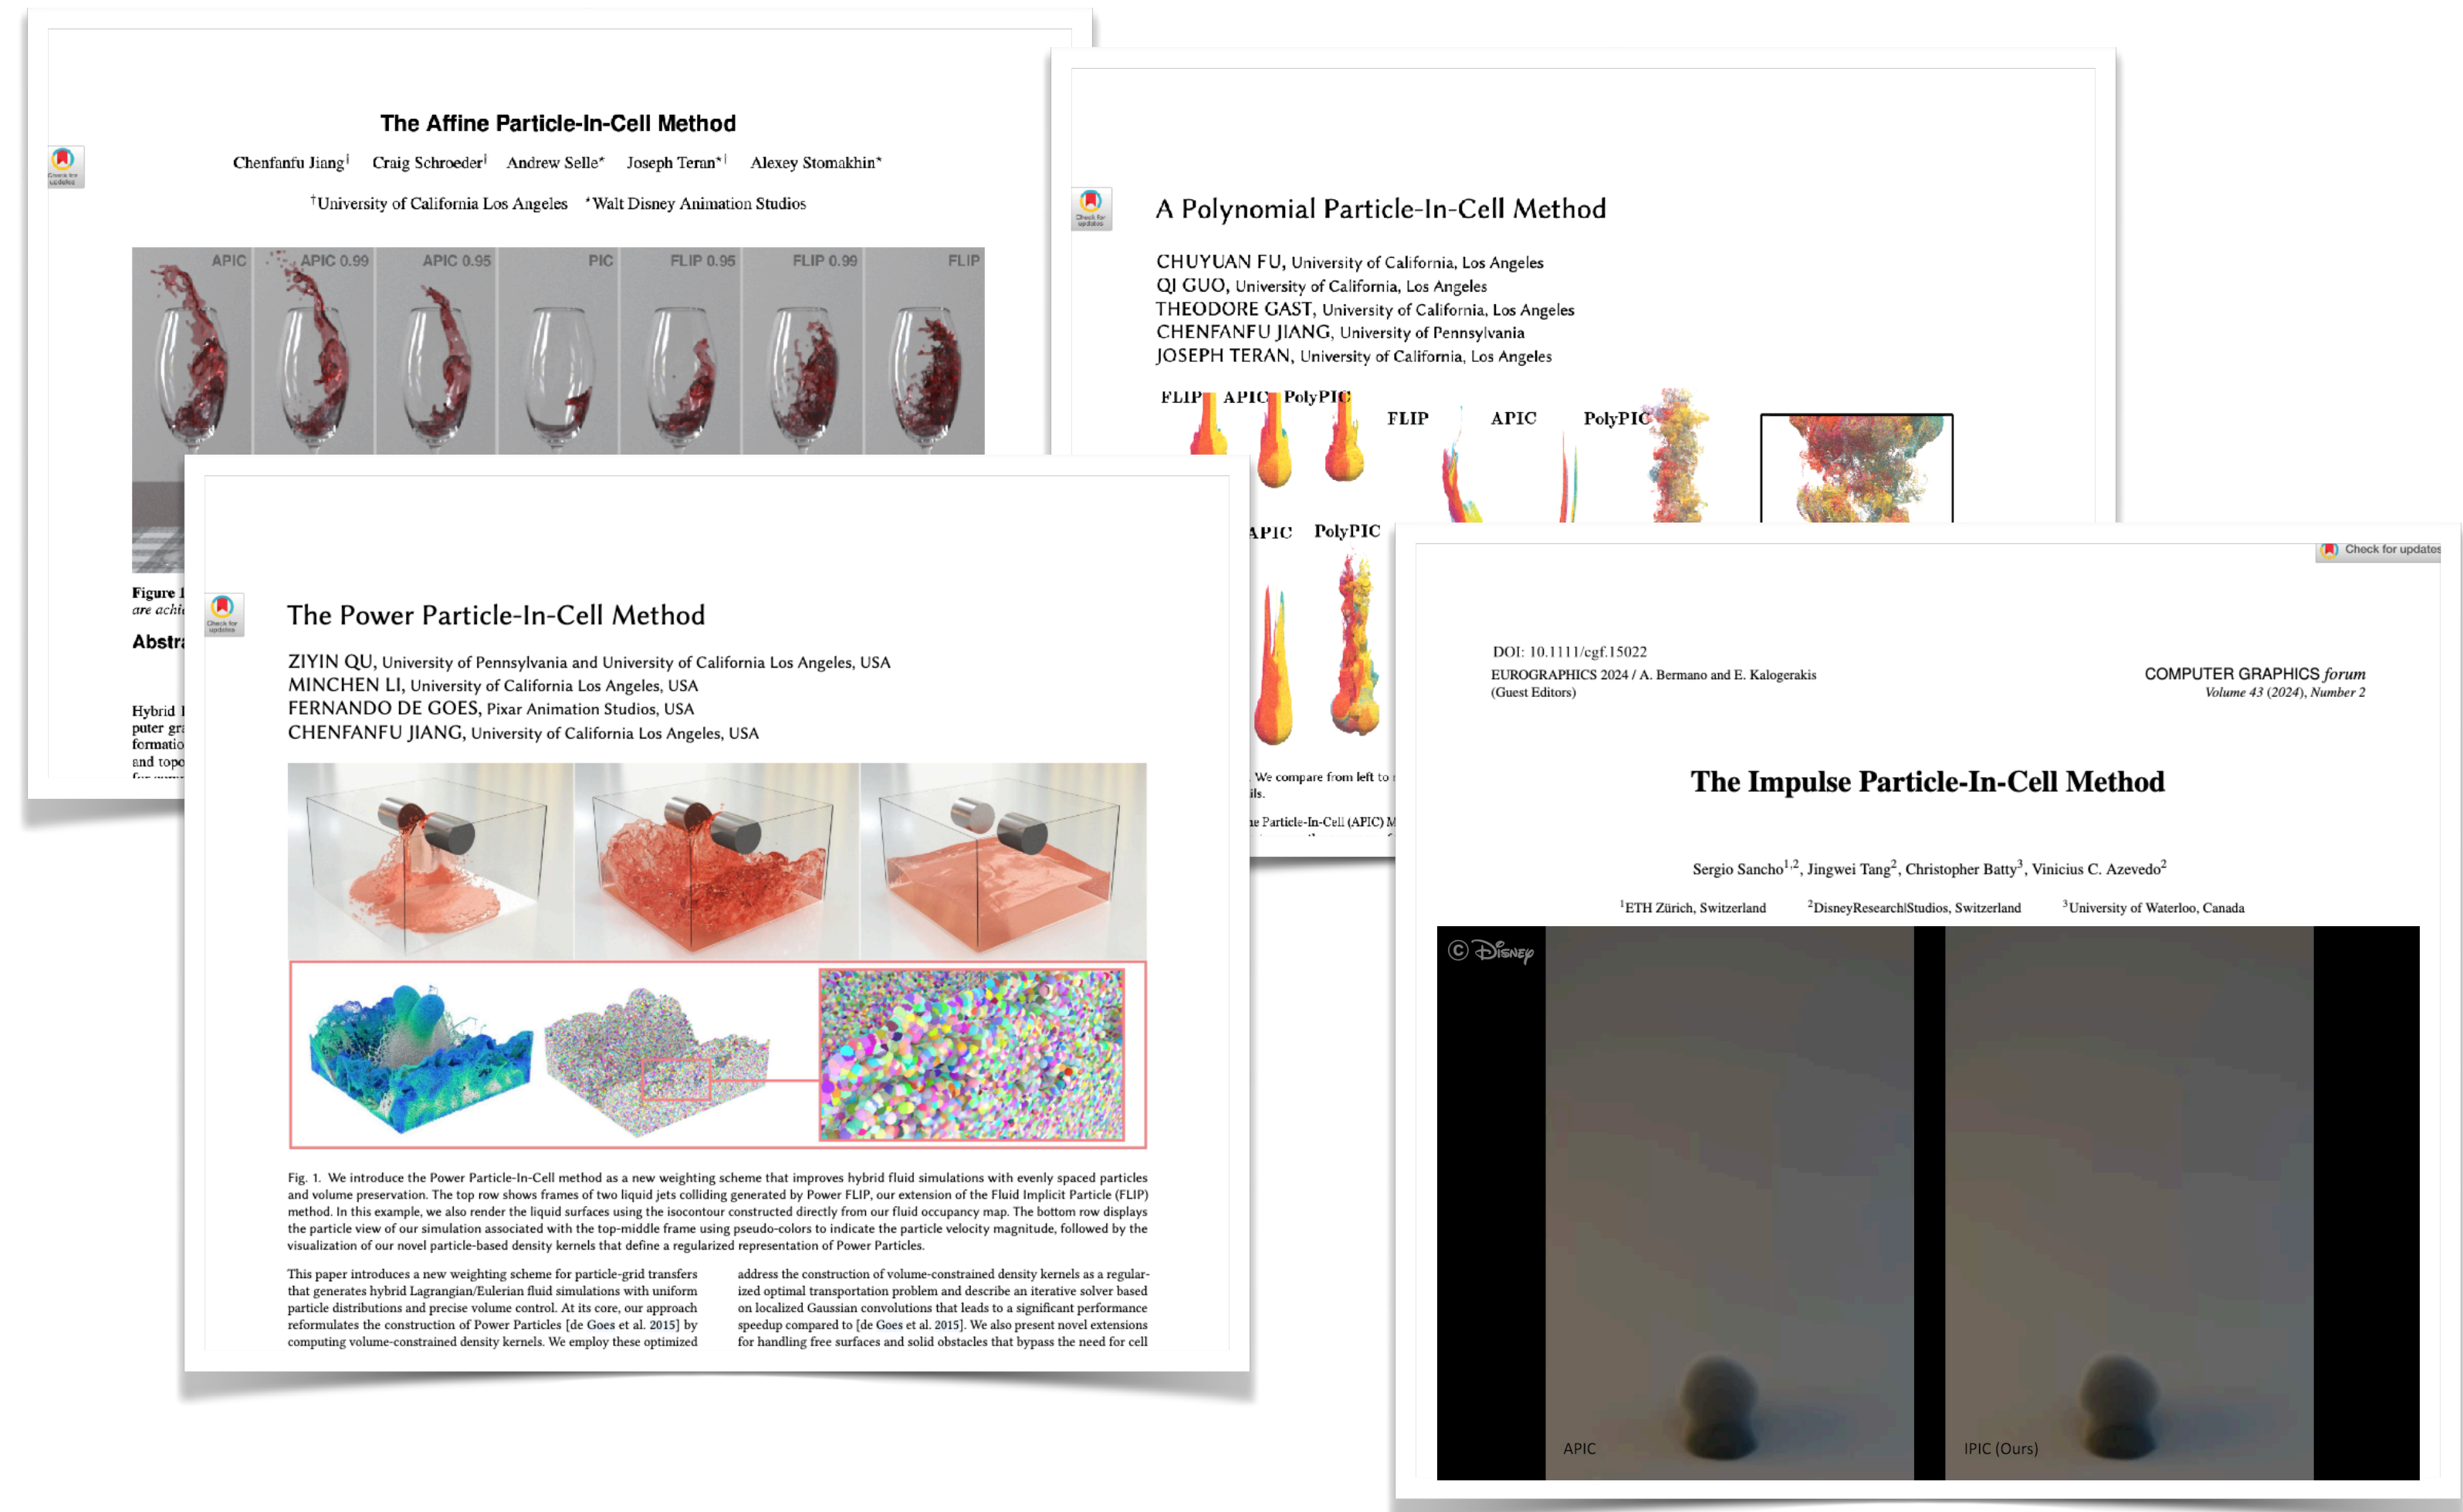 The Affine Particle-In-Cell Method
Check for
updates
Chenfanfu Jiang† Craig Schroeder† Andrew Selle* Joseph Teran*† Alexey Stomakhin*
†University of California Los Angeles *Walt Disney Animation Studios
APIC APIC 0.99 APIC 0.95 PIC FLIP 0.95 FLIP 0.99 FLIP
Figure 1
are
Hybrid
puter
and
A Polynomial Particle-In-Cell Method
Check for
updates
CHUYUAN FU, University of California, Los Angeles
QI GUO, University of California, Los Angeles
THEODORE GAST, University of California, Los Angeles
CHENFANFU JIANG, University of Pennsylvania
JOSEPH TERAN, University of California, Los Angeles
FLIP APIC PolyPIC
FLIP APIC PolyPIC
APIC PolyPIC
We compare from left to
Particle-In-Cell (APIC)
The Power Particle-In-Cell Method
Check for
updates
ZIYIN QU, University of Pennsylvania and University of California Los Angeles, USA
MINCHEN LI, University of California Los Angeles, USA
FERNANDO DE GOES, Pixar Animation Studios, USA
CHENFANFU JIANG, University of California Los Angeles, USA
Fig. 1. We introduce the Power Particle-In-Cell method as a new weighting scheme that improves hybrid fluid simulations with evenly spaced particles
and volume preservation. The top row shows frames of two liquid jets colliding generated by Power FLIP, our extension of the Fluid Implicit Particle (FLIP)
method. In this example, we also render the liquid surfaces using the isocontour constructed directly from our fluid occupancy map. The bottom row displays
the particle view of our simulation associated with the top-middle frame using pseudo-colors to indicate the particle velocity magnitude, followed by the
visualization of our novel particle-based density kernels that define a regularized representation of Power Particles.
This paper introduces a new weighting scheme for particle-grid transfers
that generates hybrid Lagrangian/Eulerian fluid simulations with uniform
particle distributions and precise volume control. At its core, our approach
reformulates the construction of Power Particles [de Goes et al. 2015] by
computing volume-constrained density kernels. We employ these optimized
address the construction of volume-constrained density kernels as a regular-
ized optimal transportation problem and describe an iterative solver based
on localized Gaussian convolutions that leads to a significant performance
speedup compared to [de Goes et al. 2015]. We also present novel extensions
for handling free surfaces and solid obstacles that bypass the need for cell
Check for updates
DOI: 10.1111/cgf.15022
EUROGRAPHICS 2024 / A. Bermano and E. Kalogerakis
(Guest Editors)
COMPUTER GRAPHICS forum
Volume 43 (2024), Number 2
The Impulse Particle-In-Cell Method
Sergio Sancho1,2, Jingwei Tang2, Christopher Batty3, Vinicius C. Azevedo2
1ETH Zürich, Switzerland 2DisneyResearch|Studios, Switzerland 3University of Waterloo, Canada
© Disney
APIC
IPIC (Ours)